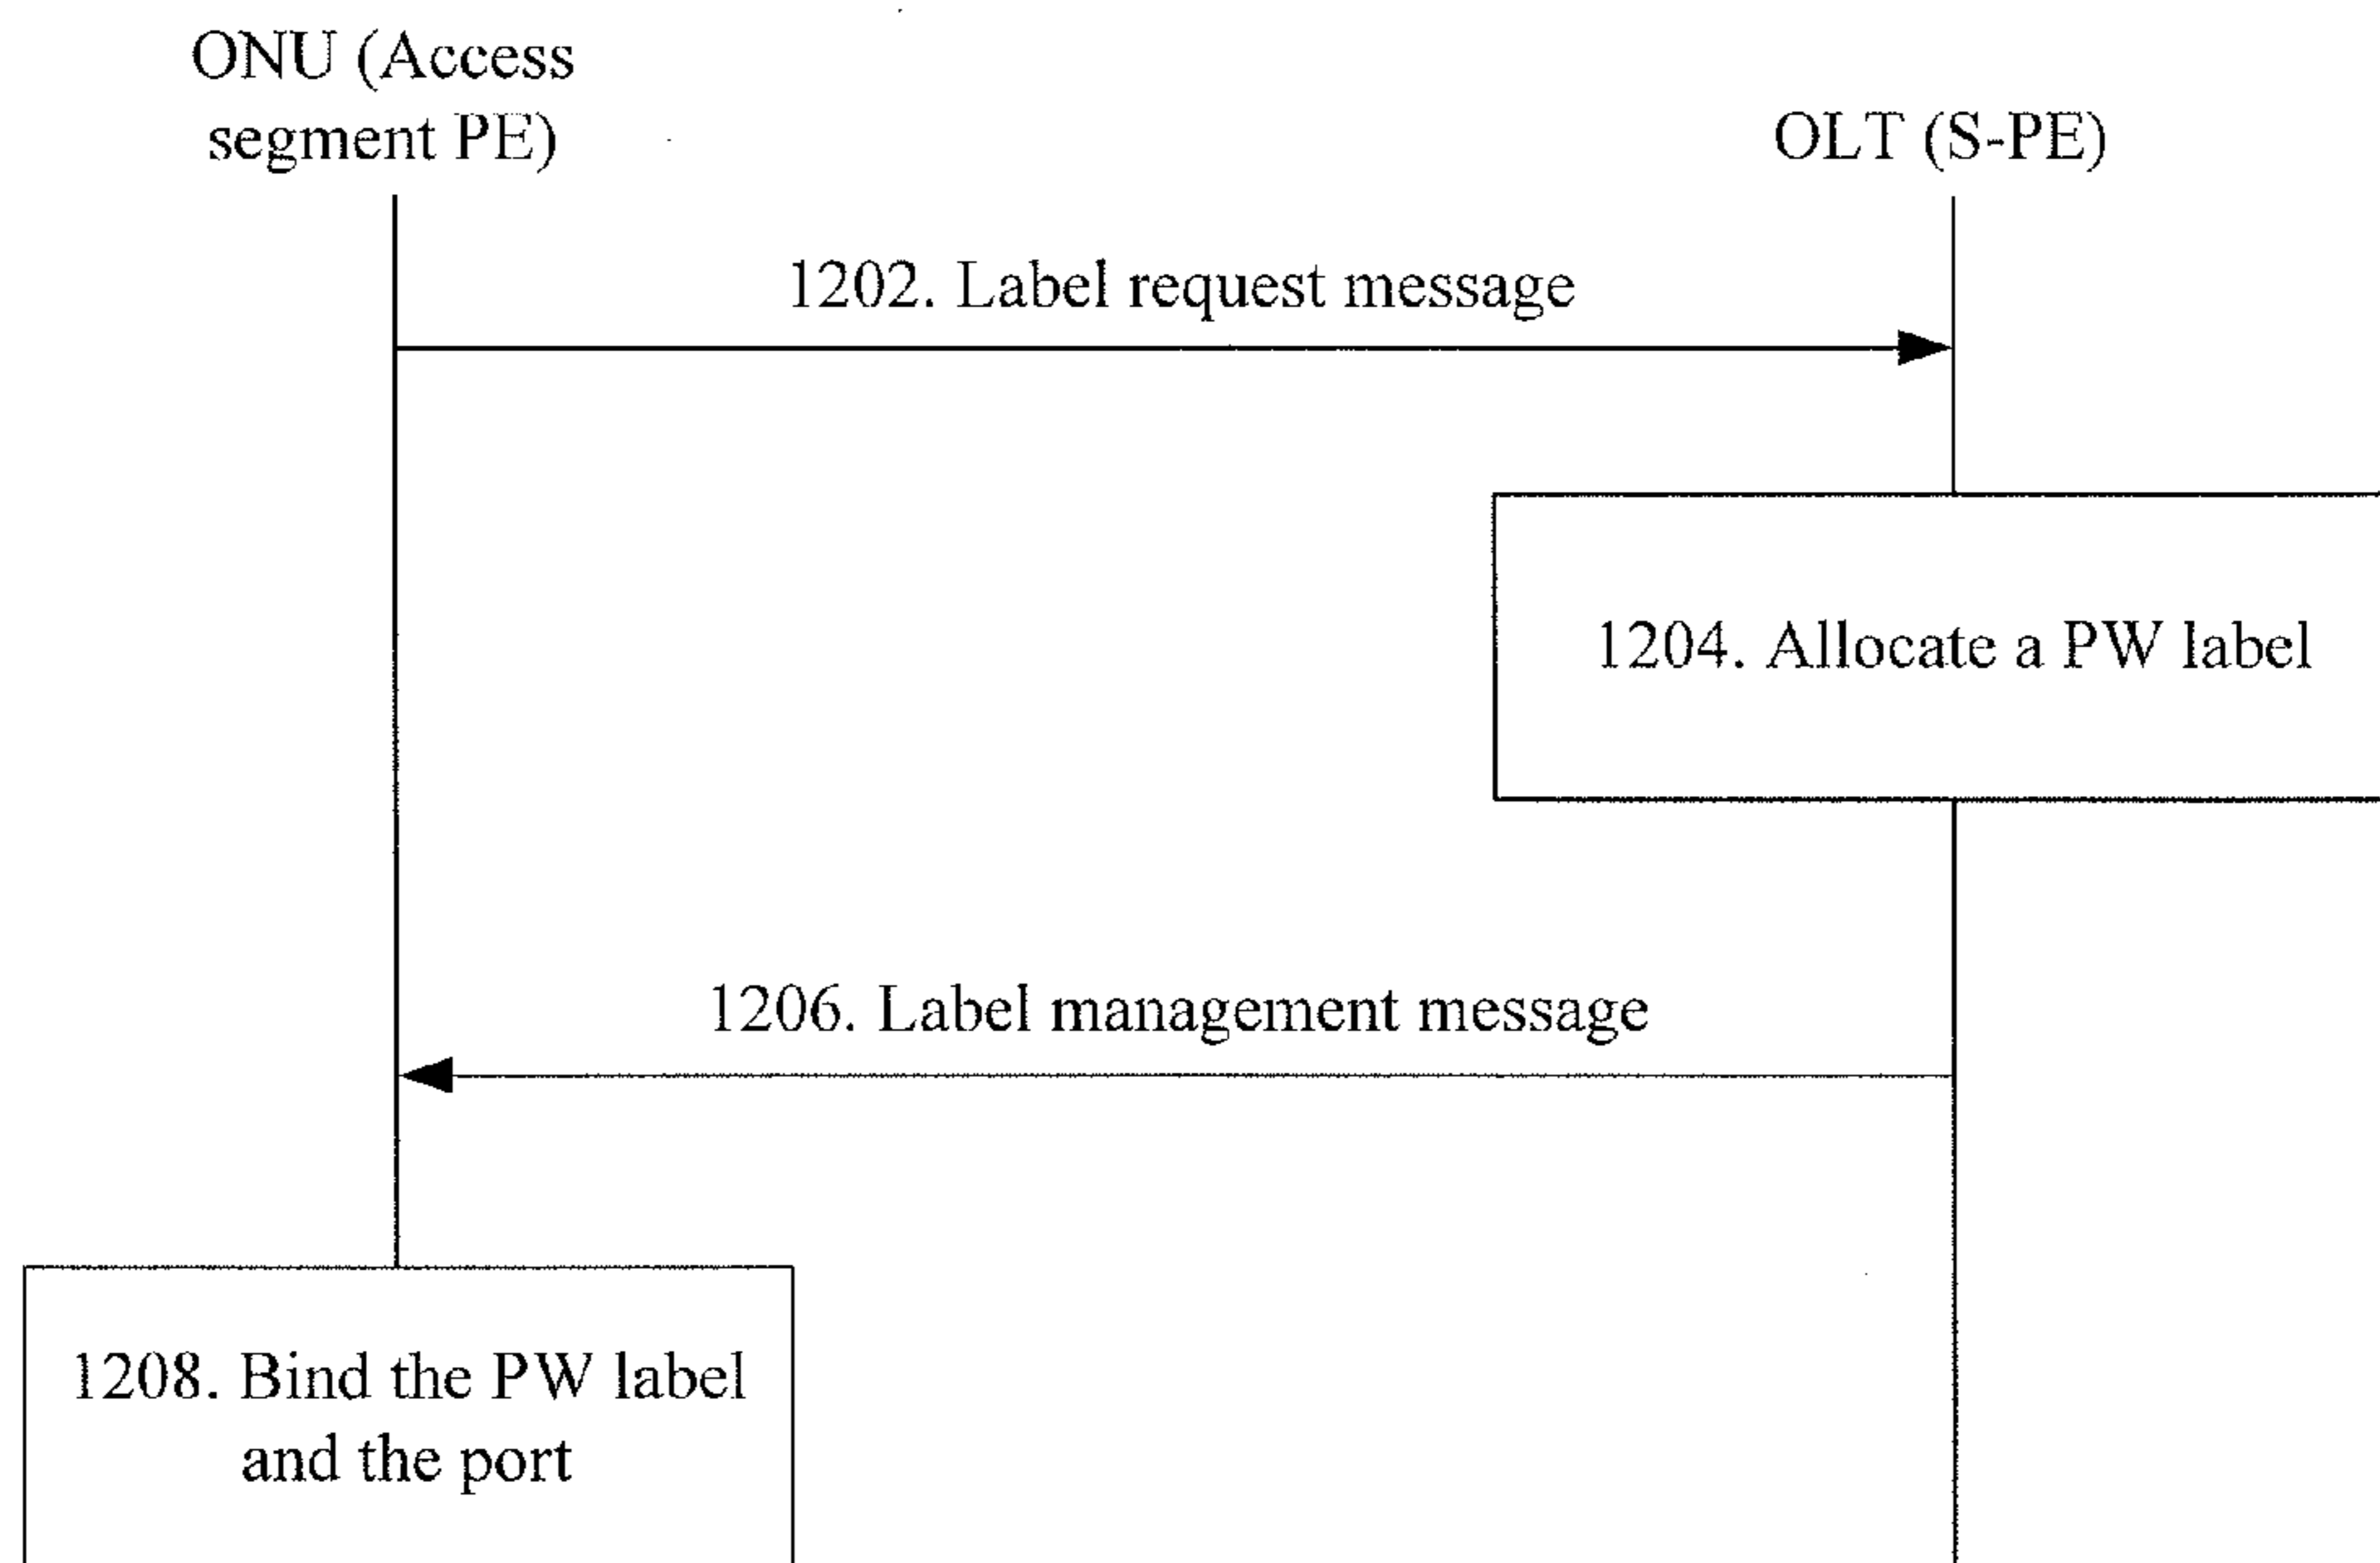 ONU (Access
segment PE)
OLT (S-PE)
1202. Label request message
1204. Allocate a PW label
1206. Label management message
1208. Bind the PW label
and the port